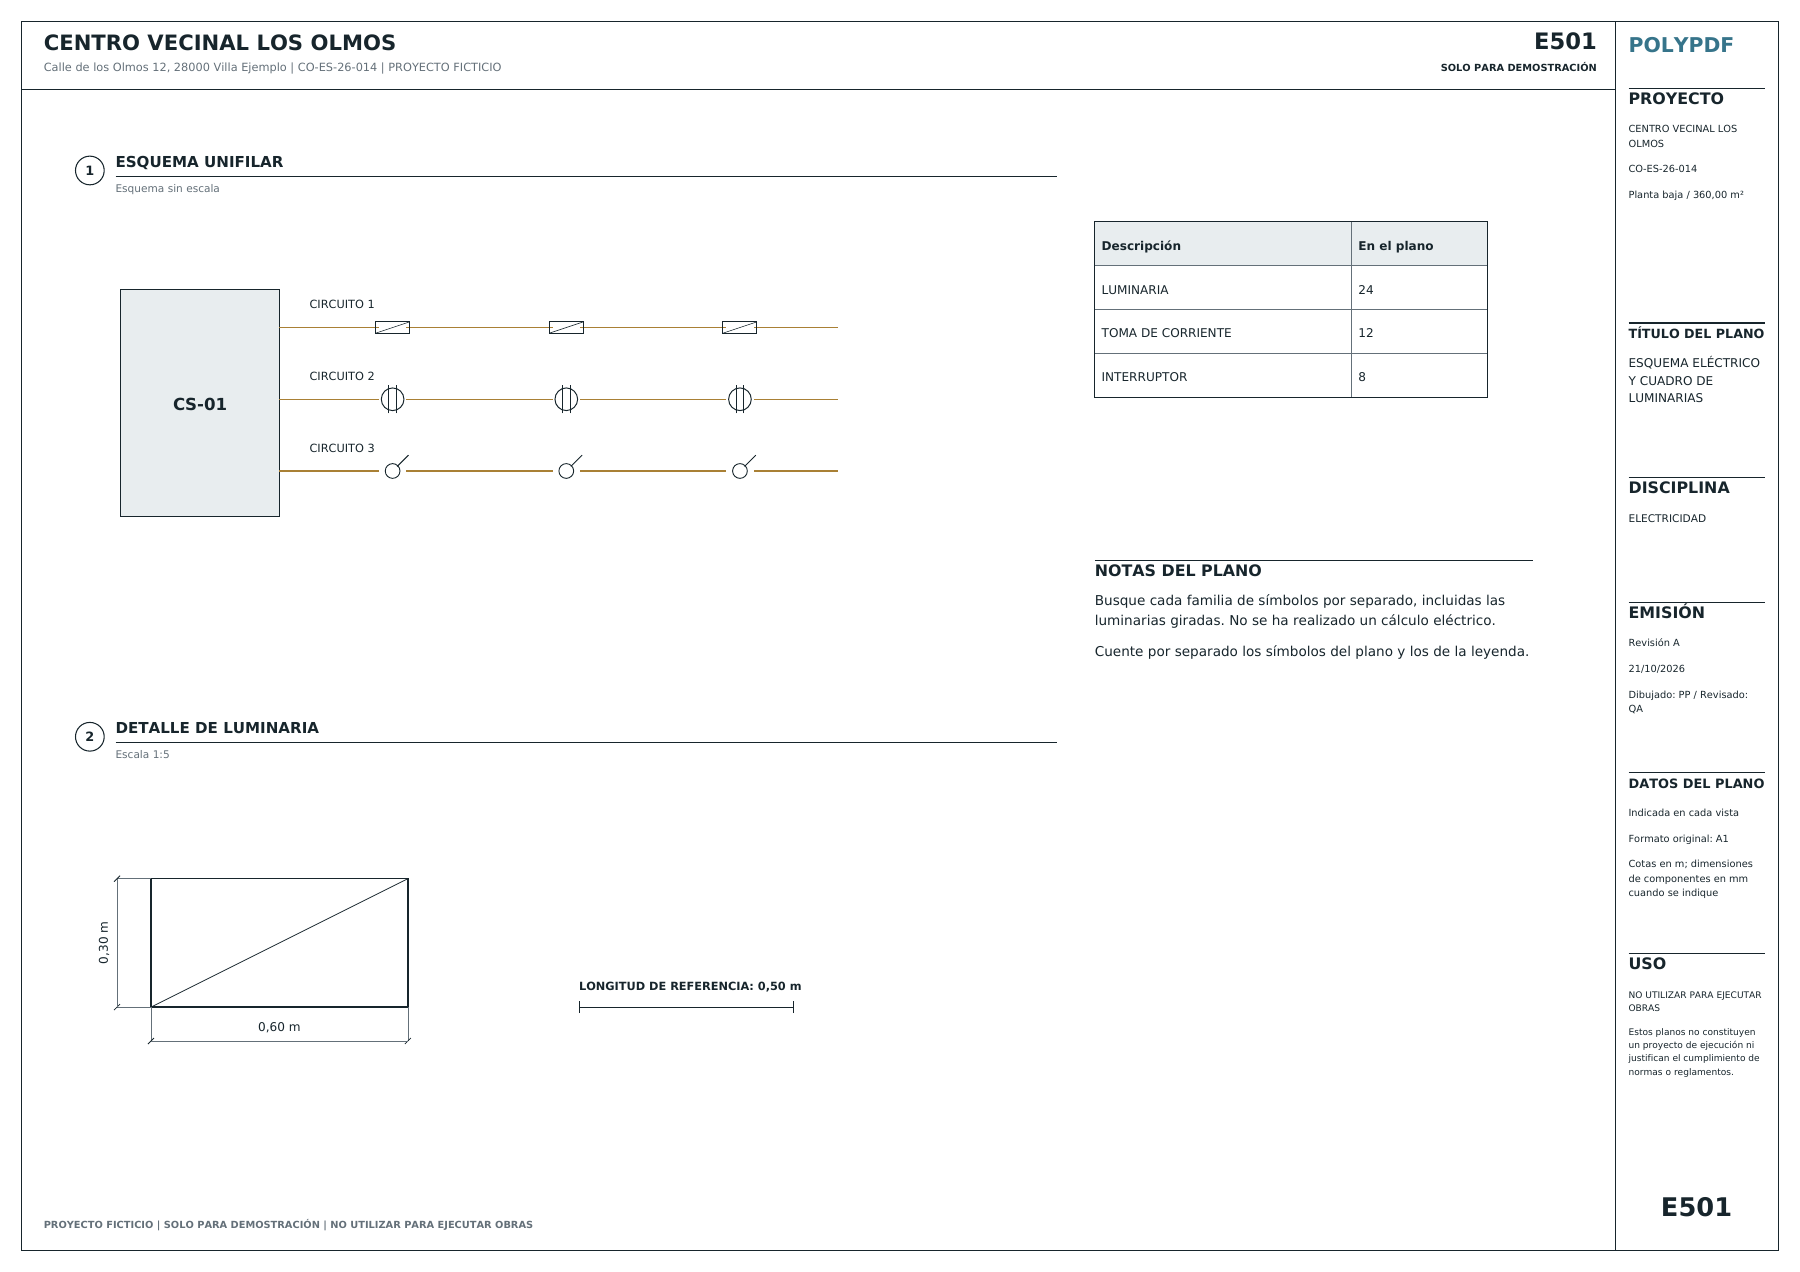 CENTRO VECINAL LOS OLMOS
Calle de los Olmos 12, 28000 Villa Ejemplo | CO-ES-26-014 | PROYECTO FICTICIO
E501
SOLO PARA DEMOSTRACIÓN
1
ESQUEMA UNIFILAR
Esquema sin escala
CS-01
CIRCUITO 1
CIRCUITO 2
CIRCUITO 3
Descripción En el plano
LUMINARIA 24
TOMA DE CORRIENTE 12
INTERRUPTOR 8
NOTAS DEL PLANO
Busque cada familia de símbolos por separado, incluidas las
luminarias giradas. No se ha realizado un cálculo eléctrico.
Cuente por separado los símbolos del plano y los de la leyenda.
2
DETALLE DE LUMINARIA
Escala 1:5
0,30 m
0,60 m
LONGITUD DE REFERENCIA: 0,50 m
PROYECTO FICTICIO | SOLO PARA DEMOSTRACIÓN | NO UTILIZAR PARA EJECUTAR OBRAS
POLYPDF
PROYECTO
CENTRO VECINAL LOS
OLMOS
CO-ES-26-014
Planta baja / 360,00 m²
TÍTULO DEL PLANO
ESQUEMA ELÉCTRICO
Y CUADRO DE
LUMINARIAS
DISCIPLINA
ELECTRICIDAD
EMISIÓN
Revisión A
21/10/2026
Dibujado: PP / Revisado:
QA
DATOS DEL PLANO
Indicada en cada vista
Formato original: A1
Cotas en m; dimensiones
de componentes en mm
cuando se indique
USO
NO UTILIZAR PARA EJECUTAR
OBRAS
Estos planos no constituyen
un proyecto de ejecución ni
justifican el cumplimiento de
normas o reglamentos.
E501